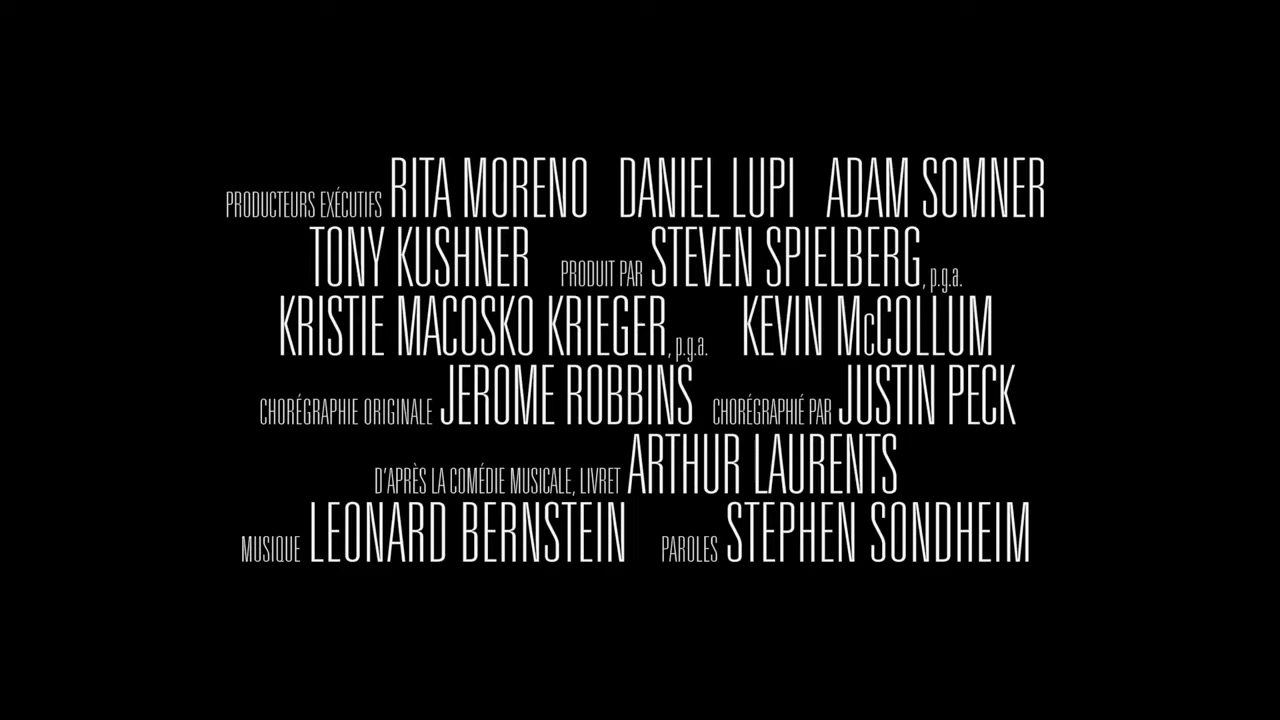 PRODUCTEURS EXÉCUTIFS RITA MORENO DANIEL LUPI ADAM SOMNER
TONY KUSHNER PRODUIT PAR STEVEN SPIELBERG, p.g.a.
KRISTIE MACOSKO KRIEGER, p.g.a. KEVIN McCOLLUM
CHORÉGRAPHIE ORIGINALE JEROME ROBBINS CHORÉGRAPHIÉ PAR JUSTIN PECK
D'APRÈS LA COMÉDIE MUSICALE, LIVRET ARTHUR LAURENTS
MUSIQUE LEONARD BERNSTEIN PAROLES STEPHEN SONDHEIM